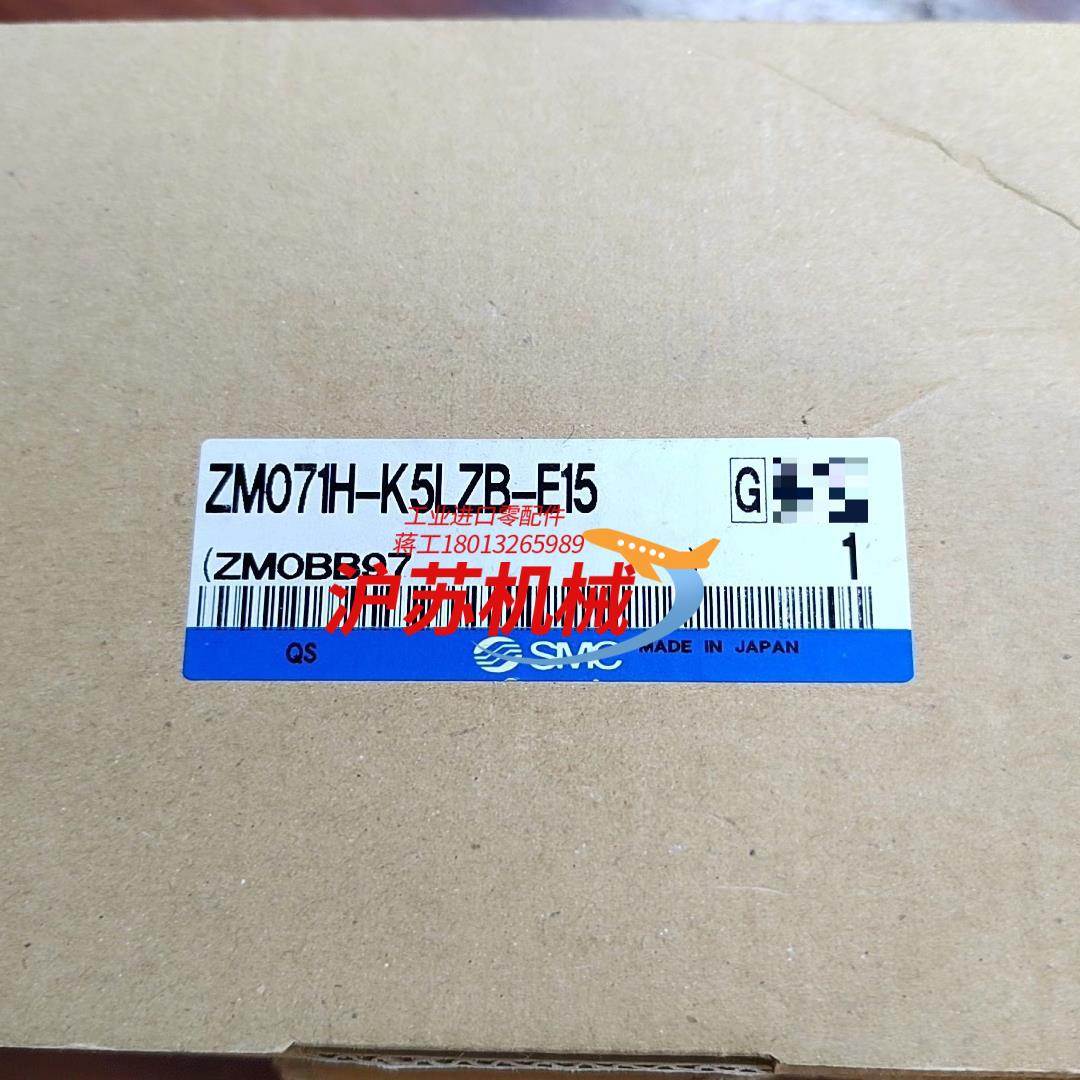 ZM071H-K5LZB-E15
G
工业进口零配件
蒋工18013265989
(ZM0BB97 )
1
沪苏机械
QS
SMC
MADE IN JAPAN